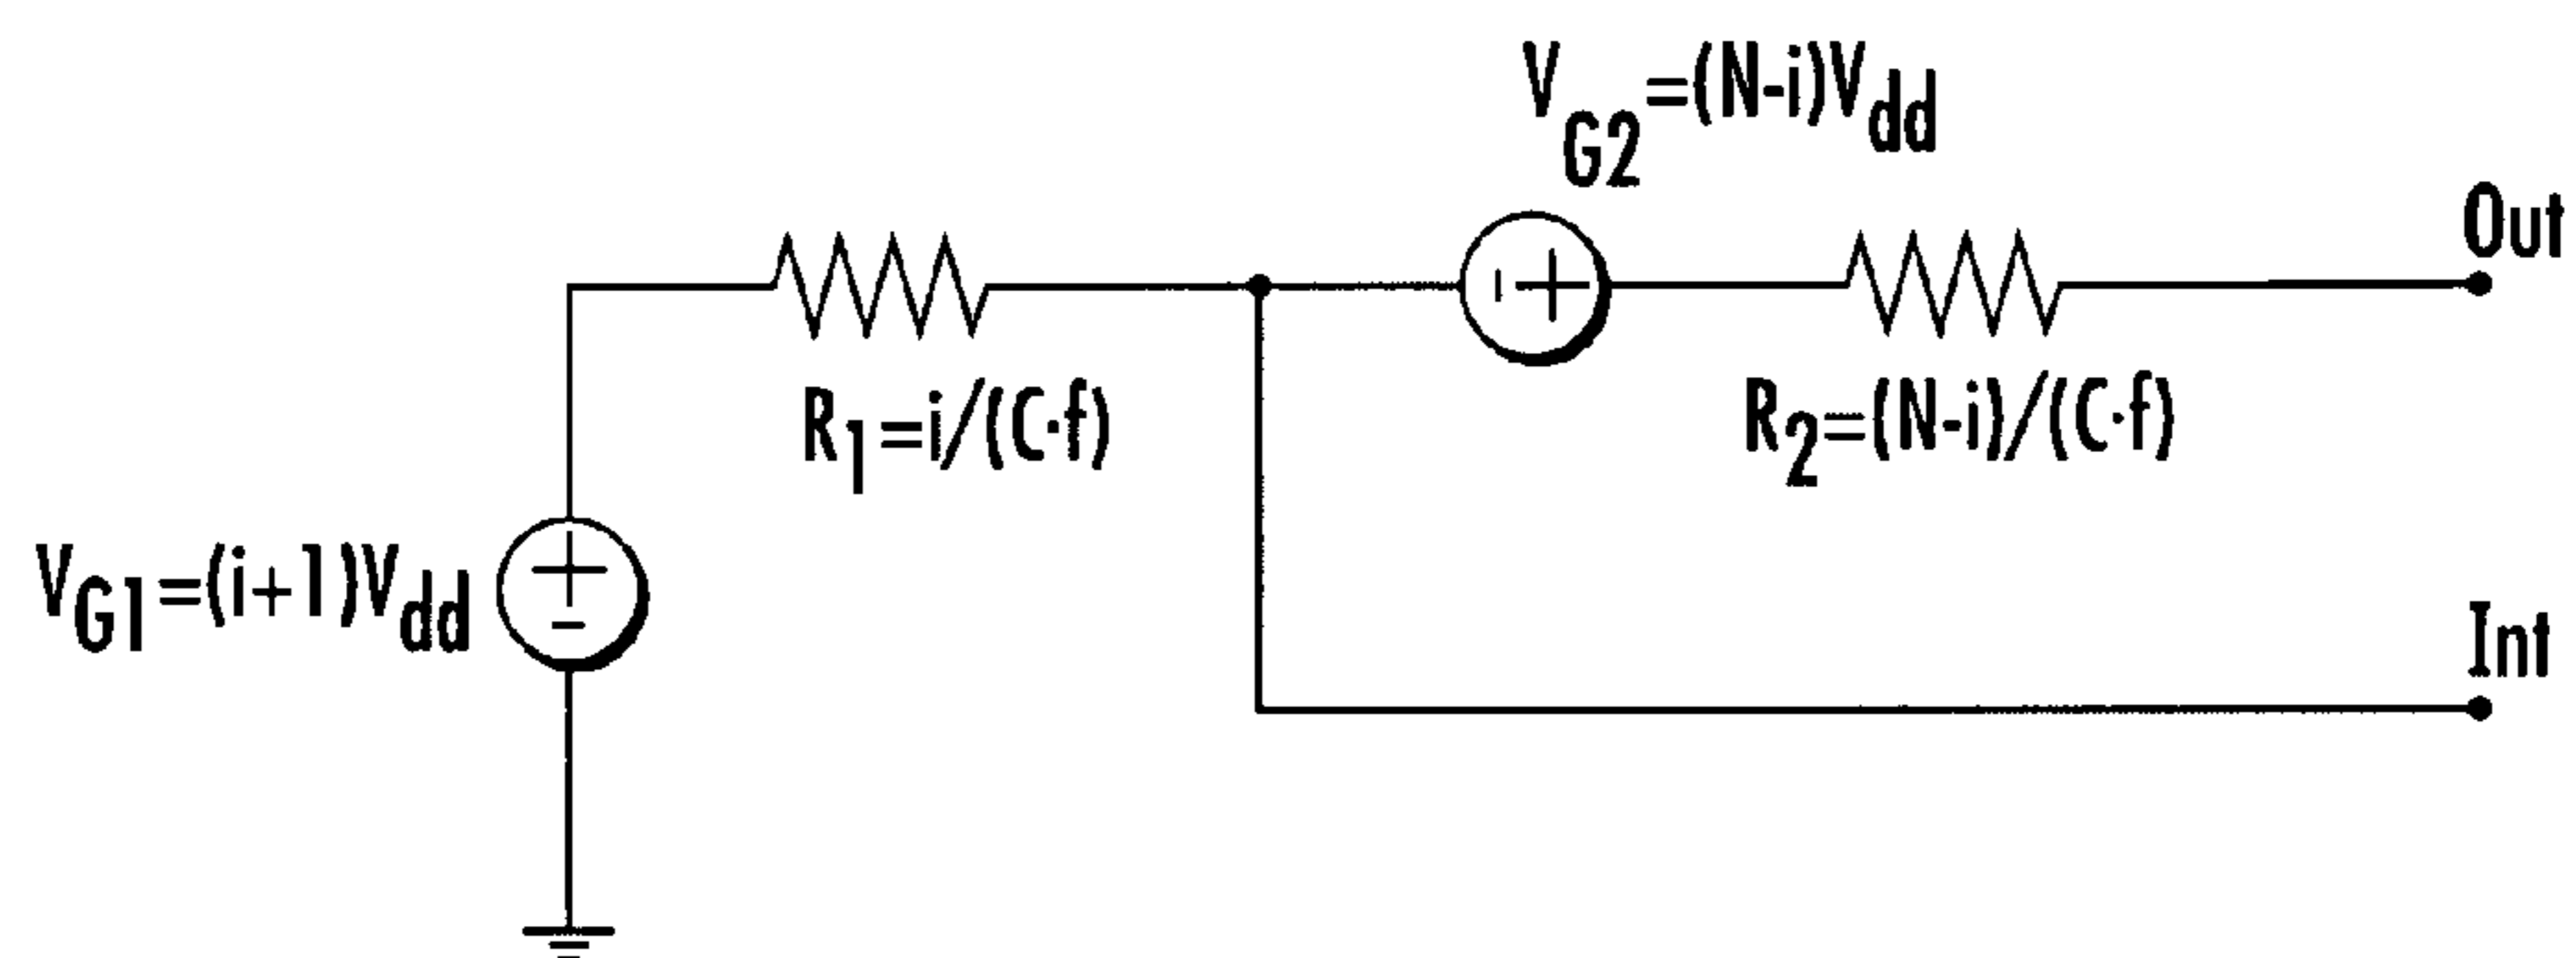 V_G2=(N-i)V_dd
Out
R_1=i/(C·f)
R_2=(N-i)/(C·f)
V_G1=(i+1)V_dd
Int